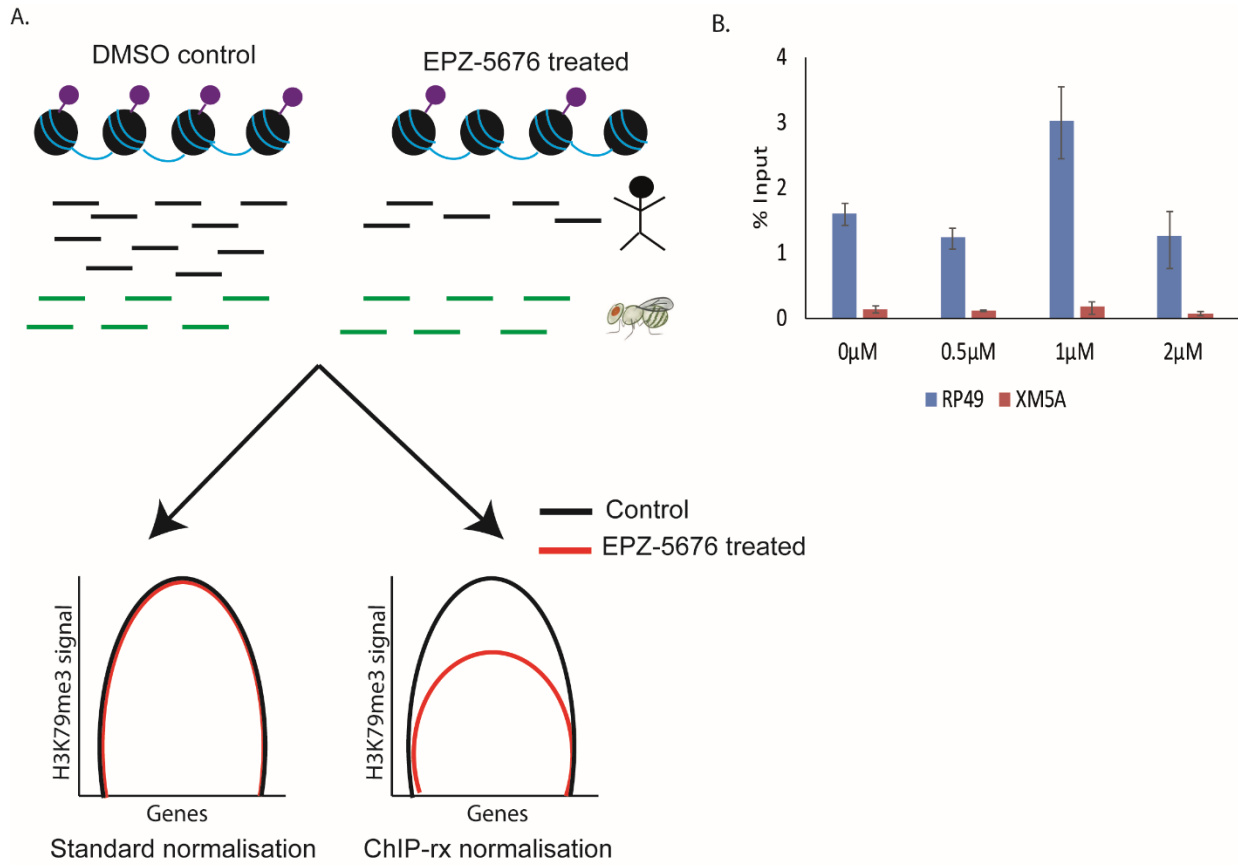 A.
DMSO control
EPZ-5676 treated
Control
EPZ-5676 treated
H3K79me3 signal
Genes
Standard normalisation
H3K79me3 signal
Genes
ChIP-rx normalisation
B.
% Input
4
3
2
1
0
0µM
0.5µM
1µM
2µM
RP49
XM5A